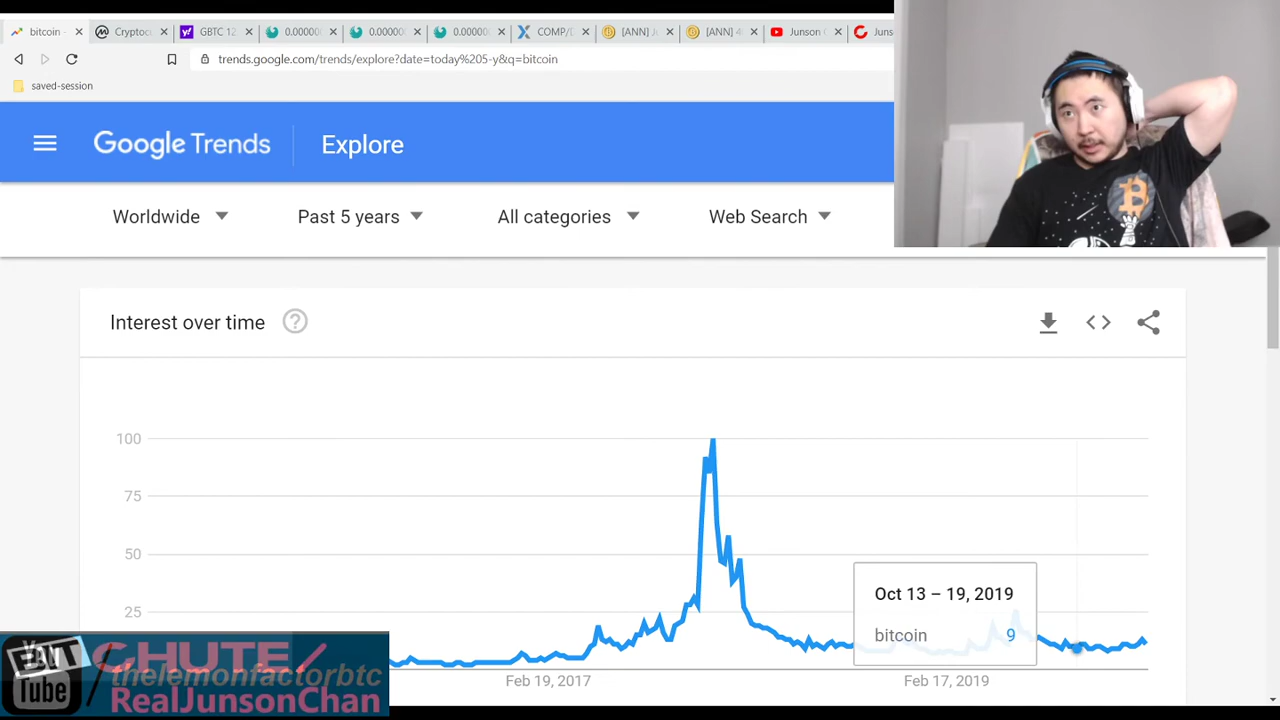 bitcoin
Cryptoc
GBTC 12
0.00000
0.00000
0.00000
COMP/
[ANN] J
[ANN] 4
Junson
Juns
trends.google.com/trends/explore?date=today%205-y&q=bitcoin
saved-session
Google Trends
Explore
Worldwide
Past 5 years
All categories
Web Search
Interest over time
100
75
50
25
Oct 13 – 19, 2019
bitcoin 9
Feb 19, 2017
Feb 17, 2019
You
Tube
thelemonfactorbtc
RealJunsonChan